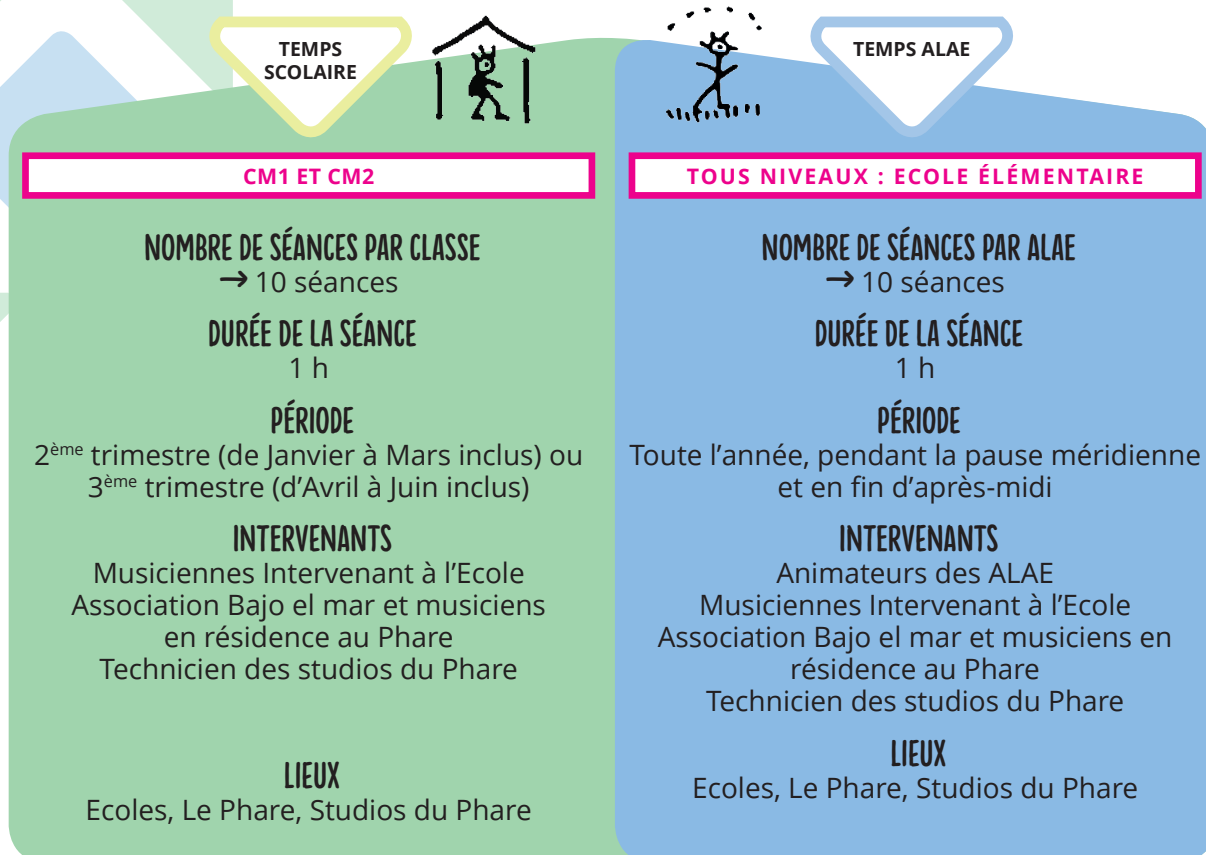 TEMPS
SCOLAIRE
CM1 ET CM2
NOMBRE DE SÉANCES PAR CLASSE
→ 10 séances
DURÉE DE LA SÉANCE
1 h
PÉRIODE
2ème trimestre (de Janvier à Mars inclus) ou
3ème trimestre (d’Avril à Juin inclus)
INTERVENANTS
Musiciennes Intervenant à l’Ecole
Association Bajo el mar et musiciens
en résidence au Phare
Technicien des studios du Phare
LIEUX
Ecoles, Le Phare, Studios du Phare
TEMPS ALAE
TOUS NIVEAUX : ECOLE ÉLÉMENTAIRE
NOMBRE DE SÉANCES PAR ALAE
→ 10 séances
DURÉE DE LA SÉANCE
1 h
PÉRIODE
Toute l’année, pendant la pause méridienne
et en fin d’après-midi
INTERVENANTS
Animateurs des ALAE
Musiciennes Intervenant à l’Ecole
Association Bajo el mar et musiciens en
résidence au Phare
Technicien des studios du Phare
LIEUX
Ecoles, Le Phare, Studios du Phare